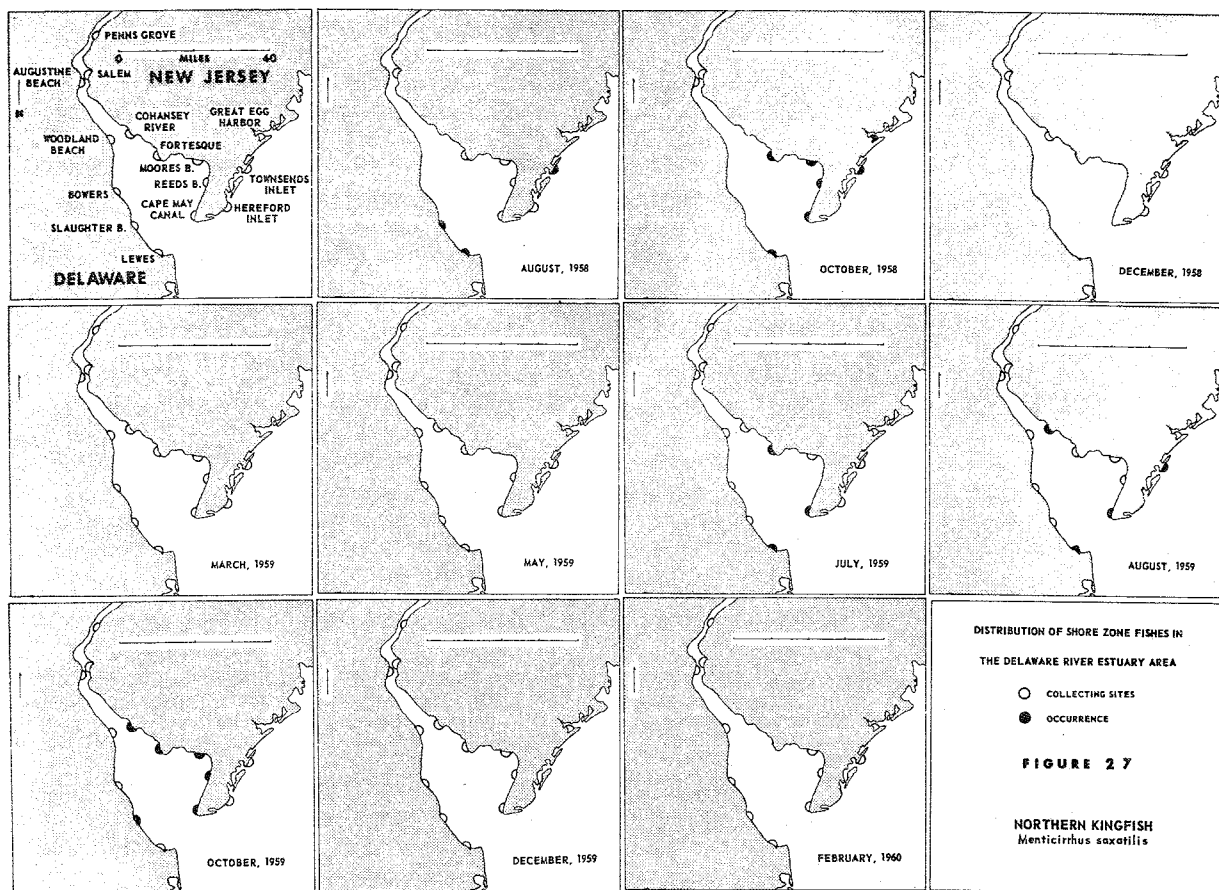 PENNS GROVE
0 MILES 40
AUGUSTINE
BEACH
SALEM
NEW JERSEY
COHANSEY
RIVER
GREAT EGG
HARBOR
WOODLAND
BEACH
FORTESQUE
MOORES B.
REEDS B.
TOWNSENDS
INLET
BOWERS
CAPE MAY
CANAL
HEREFORD
INLET
SLAUGHTER B.
LEWES
DELAWARE
AUGUST, 1958
OCTOBER, 1958
DECEMBER, 1958
MARCH, 1959
MAY, 1959
JULY, 1959
AUGUST, 1959
OCTOBER, 1959
DECEMBER, 1959
FEBRUARY, 1960
DISTRIBUTION OF SHORE ZONE FISHES IN
THE DELAWARE RIVER ESTUARY AREA
COLLECTING SITES
OCCURRENCE
FIGURE 27
NORTHERN KINGFISH
Menticirrhus saxatilis